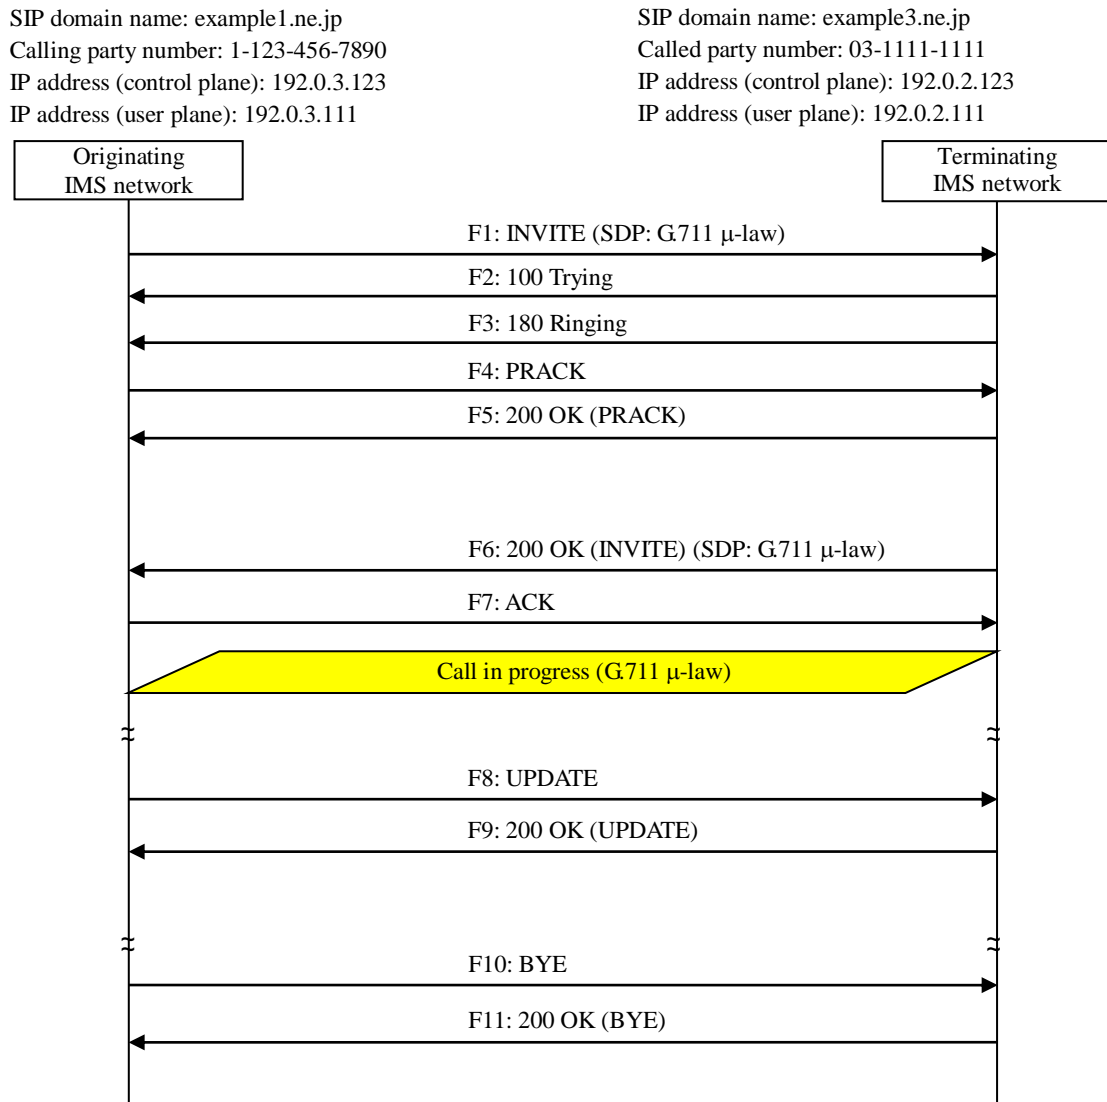 SIP domain name: example1.ne.jp
Calling party number: 1-123-456-7890
IP address (control plane): 192.0.3.123
IP address (user plane): 192.0.3.111
SIP domain name: example3.ne.jp
Called party number: 03-1111-1111
IP address (control plane): 192.0.2.123
IP address (user plane): 192.0.2.111
Originating
IMS network
Terminating
IMS network
F1: INVITE (SDP: G.711 μ-law)
F2: 100 Trying
F3: 180 Ringing
F4: PRACK
F5: 200 OK (PRACK)
F6: 200 OK (INVITE) (SDP: G.711 μ-law)
F7: ACK
Call in progress (G.711 μ-law)
F8: UPDATE
F9: 200 OK (UPDATE)
F10: BYE
F11: 200 OK (BYE)